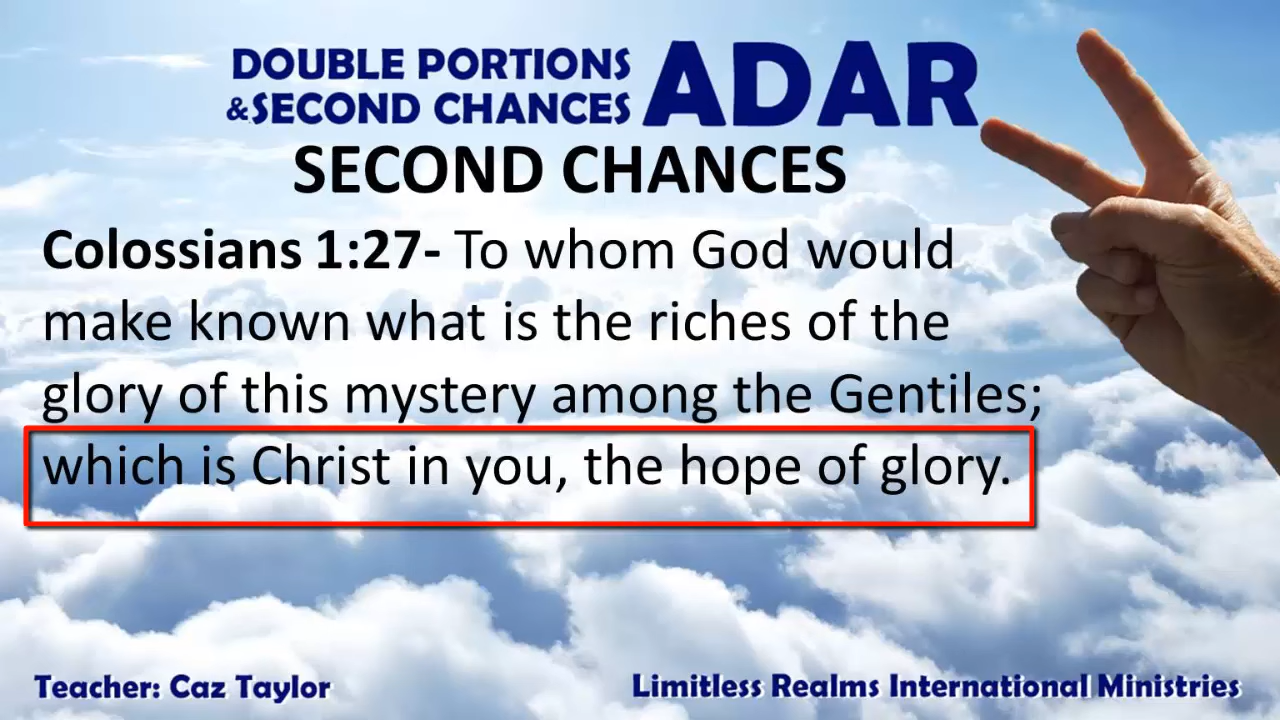 DOUBLE PORTIONS
&SECOND CHANCES ADAR
SECOND CHANCES
Colossians 1:27- To whom God would
make known what is the riches of the
glory of this mystery among the Gentiles;
which is Christ in you, the hope of glory.
Teacher: Caz Taylor
Limitless Realms International Ministries